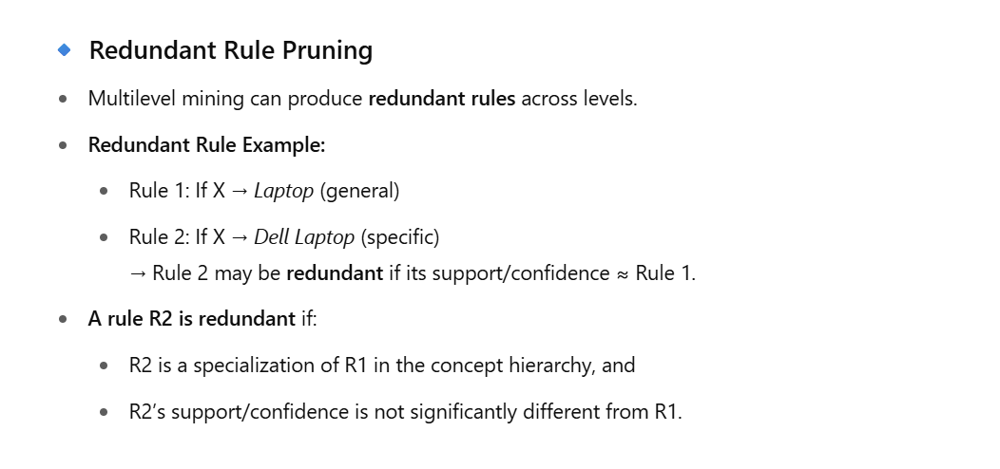 Redundant Rule Pruning
Multilevel mining can produce redundant rules across levels.
Redundant Rule Example:
Rule 1: If X → Laptop (general)
Rule 2: If X → Dell Laptop (specific)
→ Rule 2 may be redundant if its support/confidence ≈ Rule 1.
A rule R2 is redundant if:
R2 is a specialization of R1 in the concept hierarchy, and
R2’s support/confidence is not significantly different from R1.